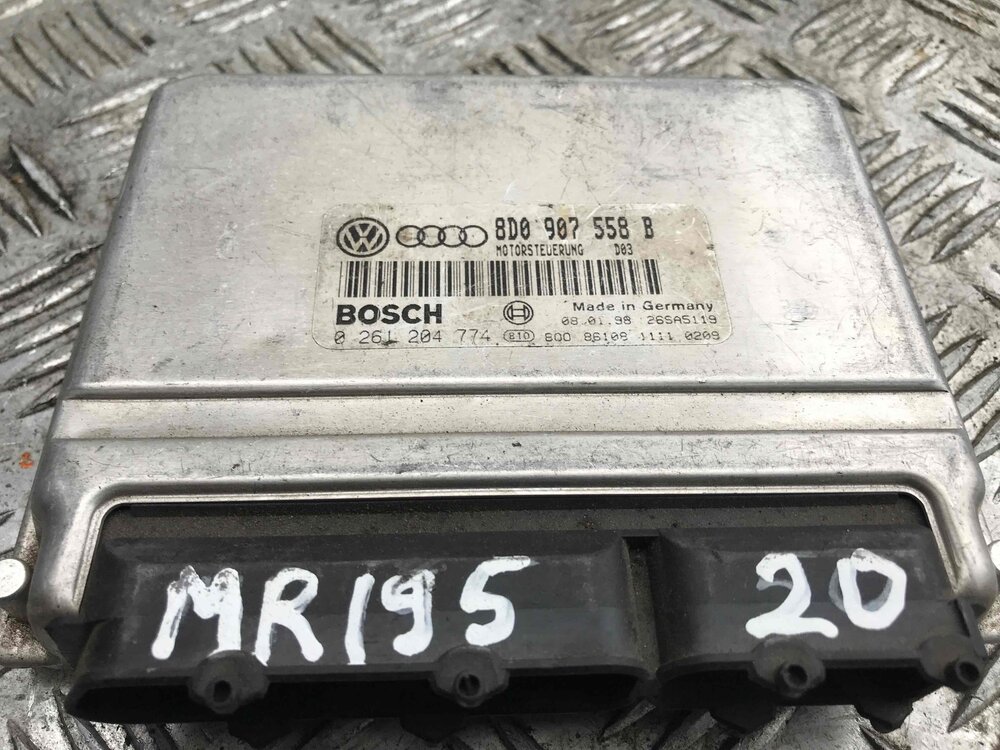 8D0 907 558 B
MOTORSTEUERUNG D03
BOSCH Made in Germany
08.01.98 26SA5119
0 261 204 774 B10 8D0 86108 1111 0209
MR195 20